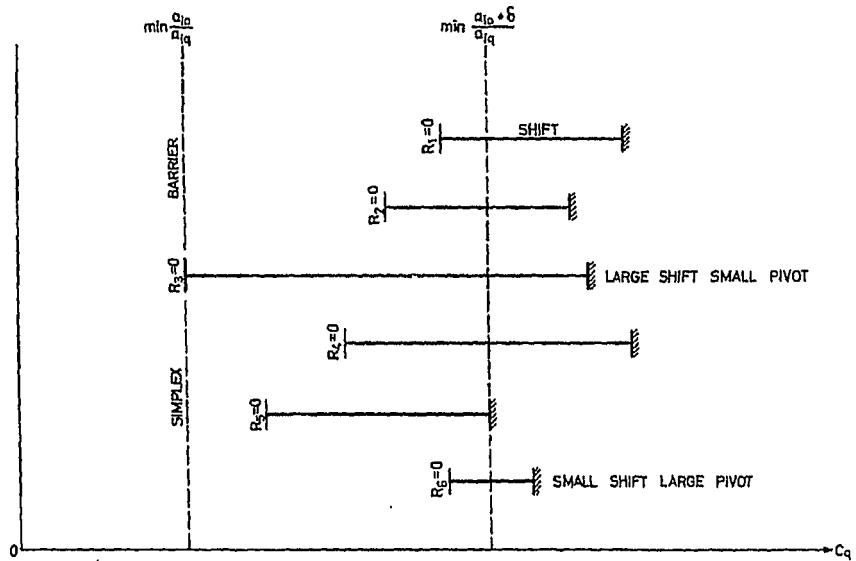 min a_io/a_iq
min a_io+δ/a_iq
BARRIER
SIMPLEX
R₁=0
SHIFT
R₂=0
R₃=0
LARGE SHIFT SMALL PIVOT
R₄=0
R₅=0
R₆=0
SMALL SHIFT LARGE PIVOT
0
C_q